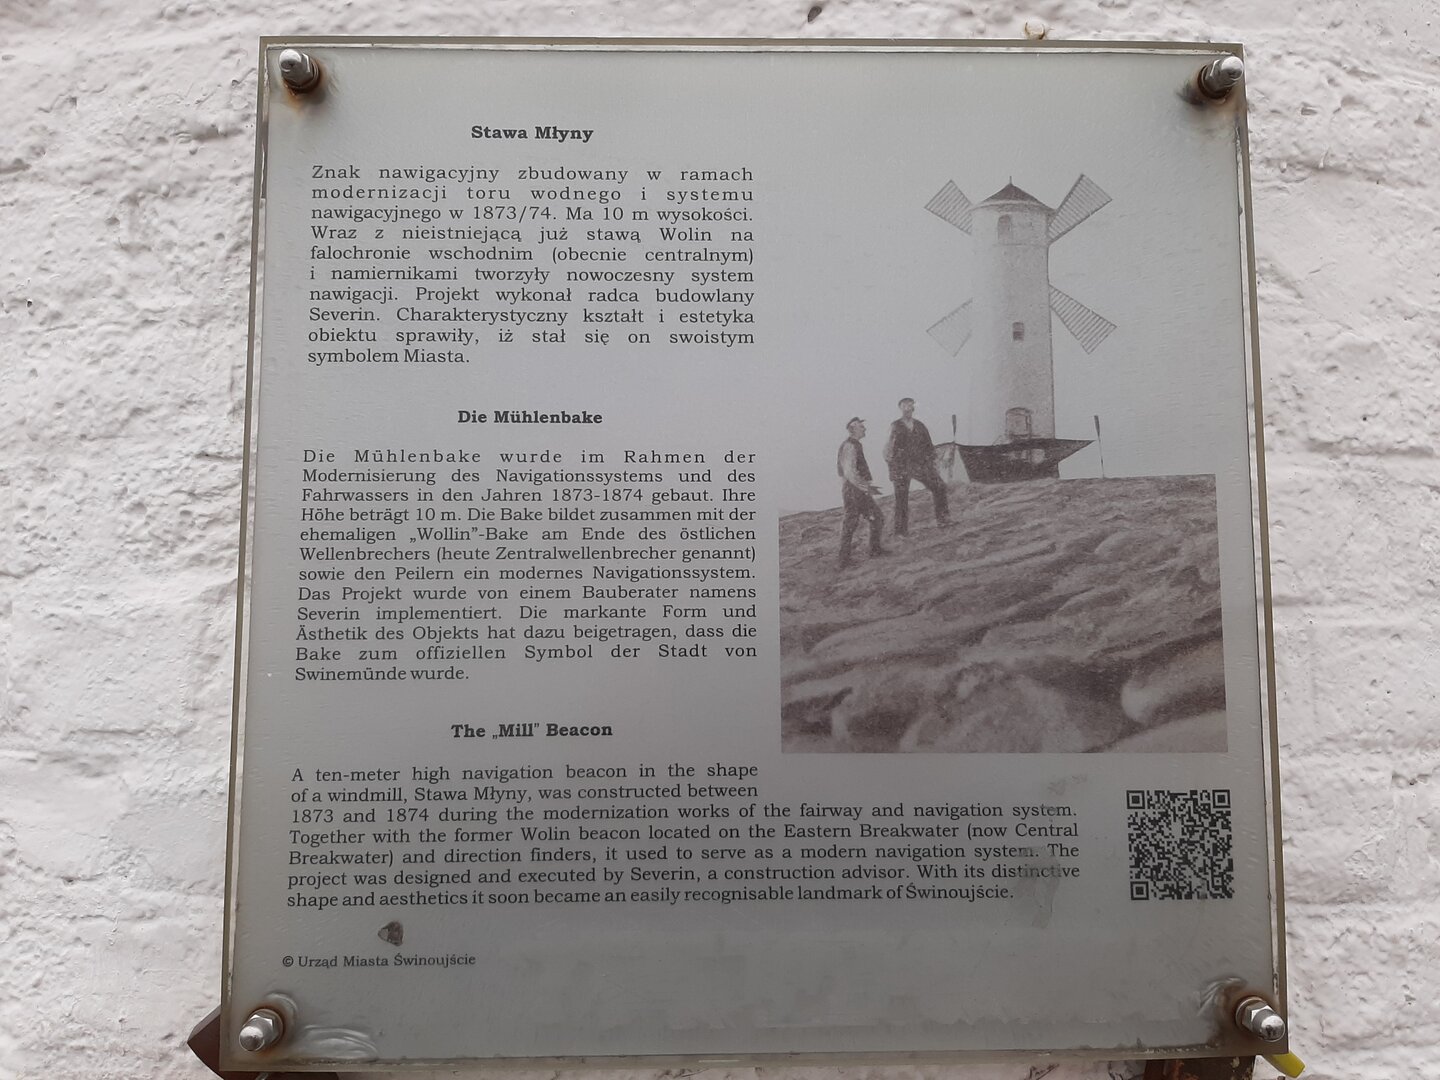 Stawa Młyny
Znak nawigacyjny zbudowany w ramach
modernizacji toru wodnego i systemu
nawigacyjnego w 1873/74. Ma 10 m wysokości.
Wraz z nieistniejącą już stawą Wolin na
falochronie wschodnim (obecnie centralnym)
i namiernikami tworzyły nowoczesny system
nawigacji. Projekt wykonał radca budowlany
Severin. Charakterystyczny kształt i estetyka
obiektu sprawiły, iż stał się on swoistym
symbolem Miasta.
Die Mühlenbake
Die Mühlenbake wurde im Rahmen der
Modernisierung des Navigationssystems und des
Fahrwassers in den Jahren 1873-1874 gebaut. Ihre
Höhe beträgt 10 m. Die Bake bildet zusammen mit der
ehemaligen „Wollin”-Bake am Ende des östlichen
Wellenbrechers (heute Zentralwellenbrecher genannt)
sowie den Peilern ein modernes Navigationssystem.
Das Projekt wurde von einem Bauberater namens
Severin implementiert. Die markante Form und
Ästhetik des Objekts hat dazu beigetragen, dass die
Bake zum offiziellen Symbol der Stadt von
Swinemünde wurde.
The „Mill” Beacon
A ten-meter high navigation beacon in the shape
of a windmill, Stawa Młyny, was constructed between
1873 and 1874 during the modernization works of the fairway and navigation system.
Together with the former Wolin beacon located on the Eastern Breakwater (now Central
Breakwater) and direction finders, it used to serve as a modern navigation system. The
project was designed and executed by Severin, a construction advisor. With its distinctive
shape and aesthetics it soon became an easily recognisable landmark of Świnoujście.
© Urząd Miasta Świnoujście